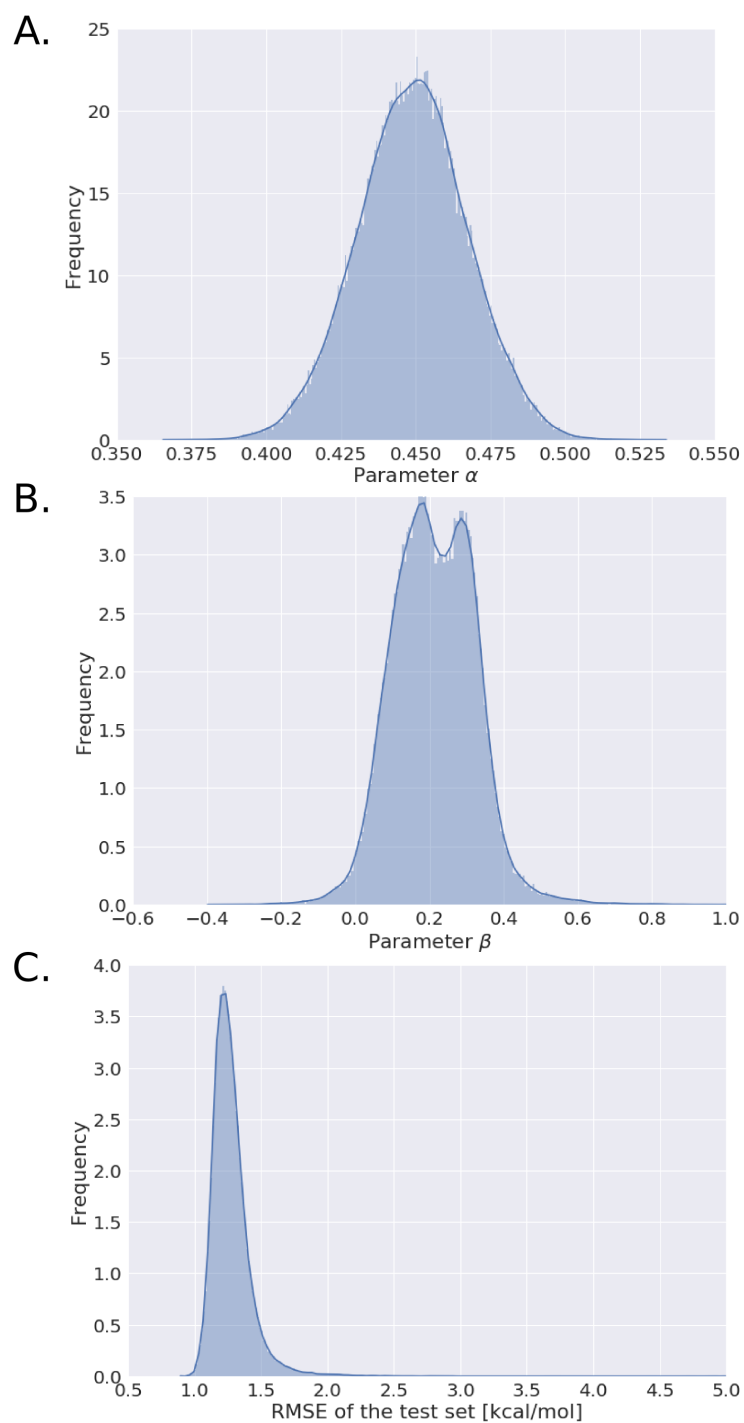 A.
25
20
15
10
5
0
Frequency
0.350 0.375 0.400 0.425 0.450 0.475 0.500 0.525 0.550
Parameter α
B.
3.5
3.0
2.5
2.0
1.5
1.0
0.5
0.0
Frequency
−0.6 −0.4 −0.2 0.0 0.2 0.4 0.6 0.8 1.0
Parameter β
C.
4.0
3.5
3.0
2.5
2.0
1.5
1.0
0.5
0.0
Frequency
0.5 1.0 1.5 2.0 2.5 3.0 3.5 4.0 4.5 5.0
RMSE of the test set [kcal/mol]